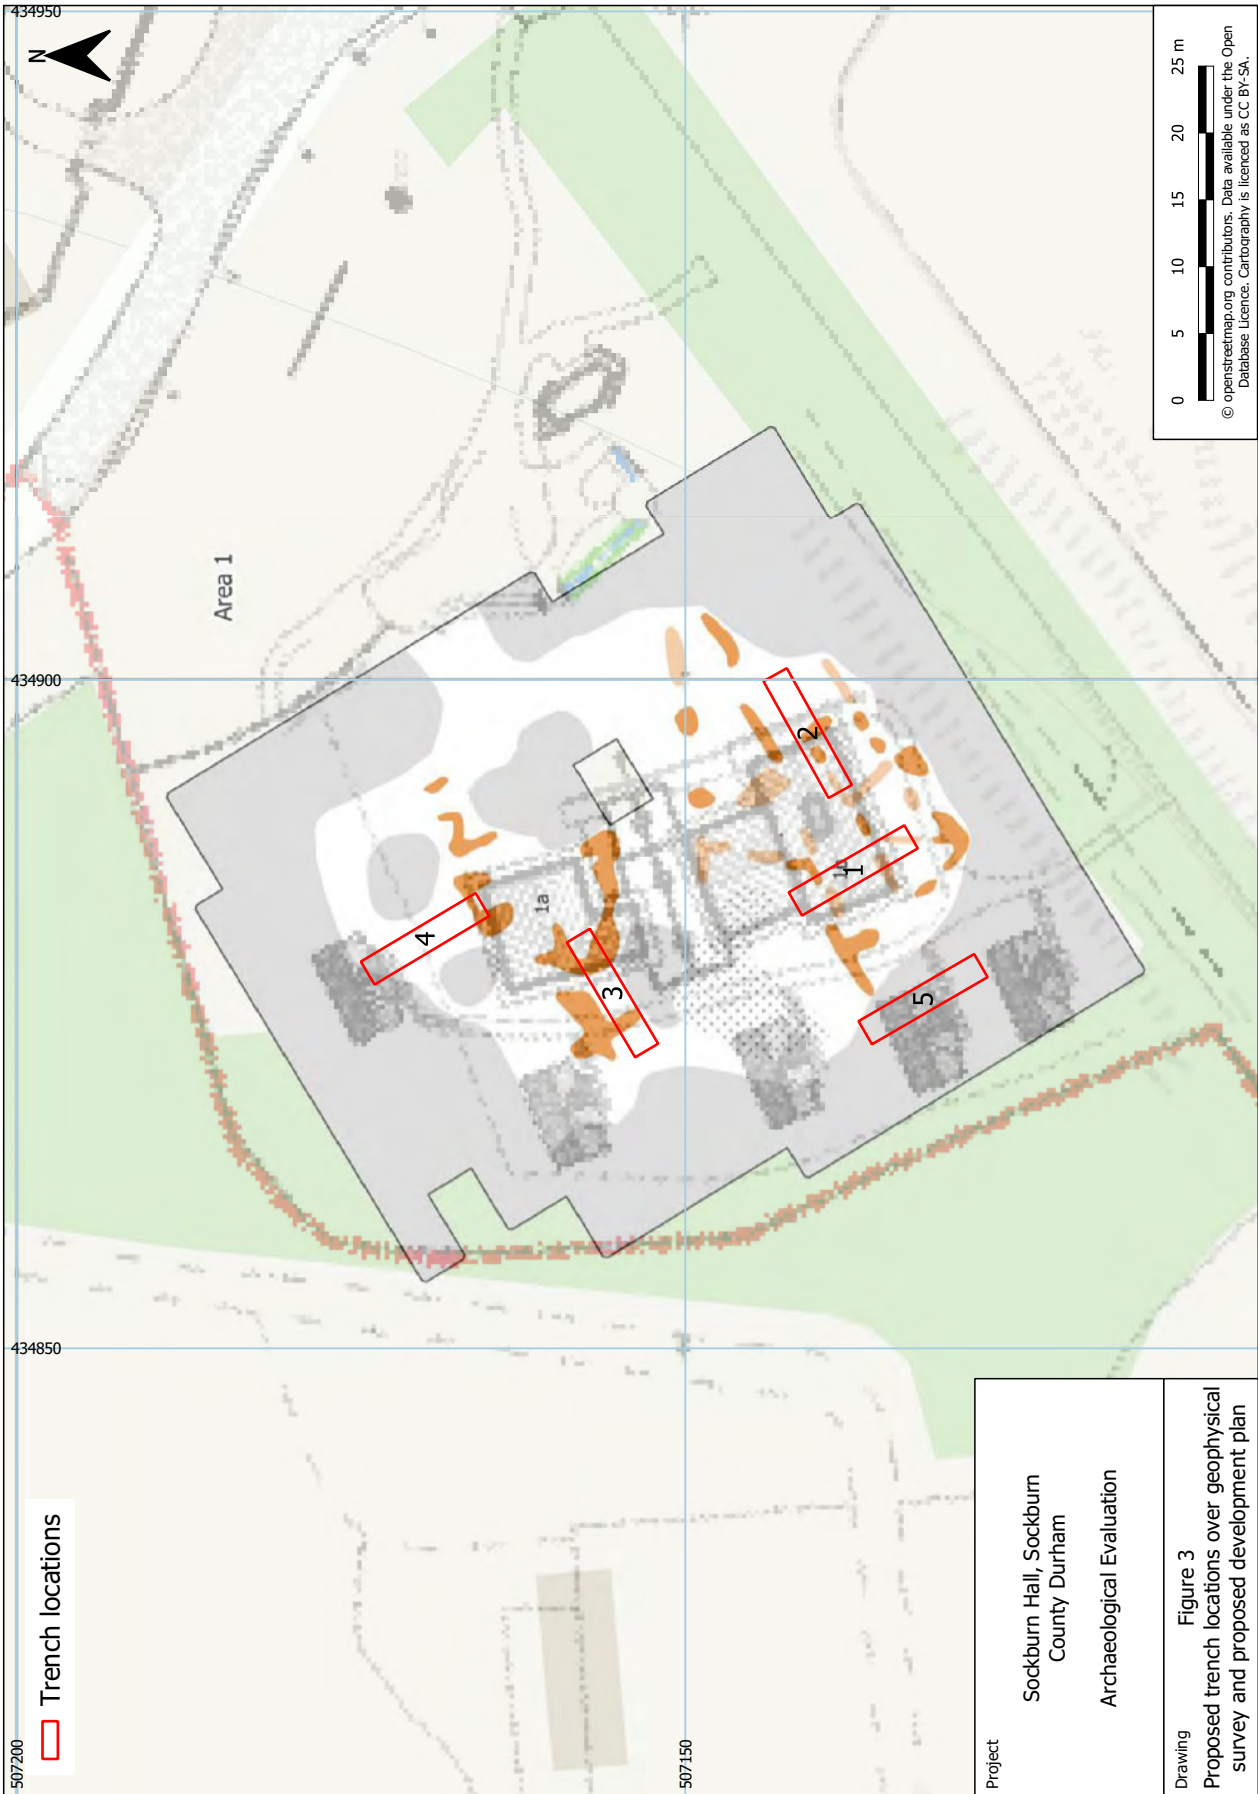 Trench locations
507200
507150
434950
434900
434850
N
Area 1
1a
4
3
5
1
2
0 5 10 15 20 25 m
© openstreetmap.org contributors. Data available under the Open
Database Licence. Cartography is licenced as CC BY-SA.
Project
Sockburn Hall, Sockburn
County Durham
Archaeological Evaluation
Drawing
Figure 3
Proposed trench locations over geophysical
survey and proposed development plan